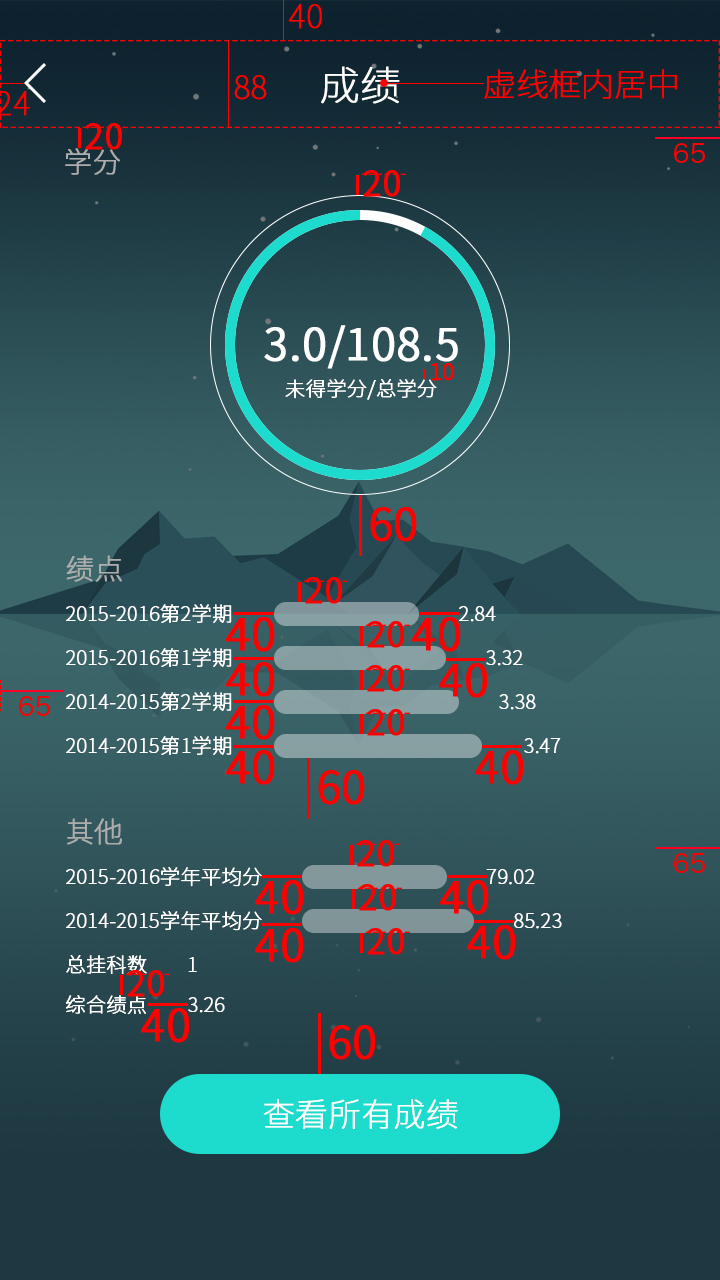 40
24
88
成绩
虚线框内居中
20
65
学分
20
3.0/108.5
10
未得学分/总学分
60
绩点
20
2015-2016第2学期 40 40 2.84
20
2015-2016第1学期 40 40 3.32
20
65
2014-2015第2学期 40 3.38
20
2014-2015第1学期 40 40 3.47
60
其他
20
65
2015-2016学年平均分 40 40 79.02
20
2014-2015学年平均分 40 40 85.23
20
总挂科数 1
20
综合绩点 40 3.26
60
查看所有成绩